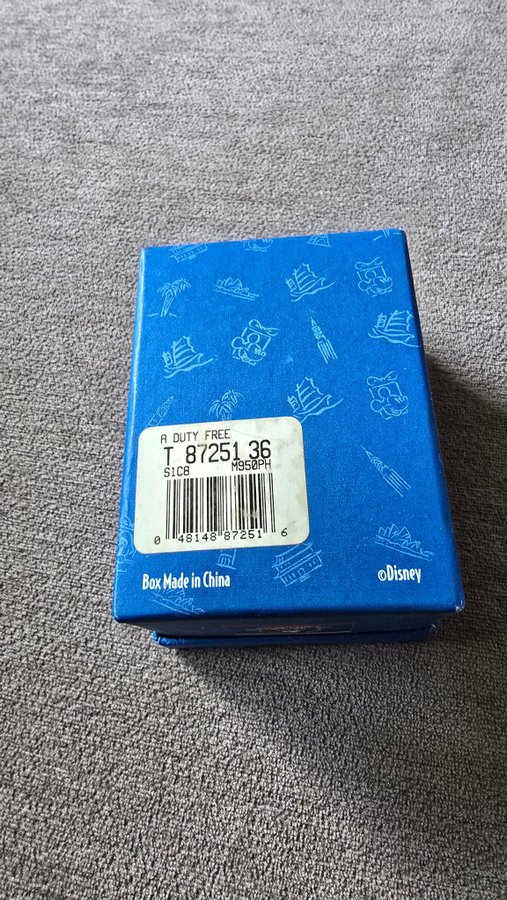 A DUTY FREE
T 87251 36
S1C8 M950PH
0 48148 87251 6
Box Made in China
©Disney